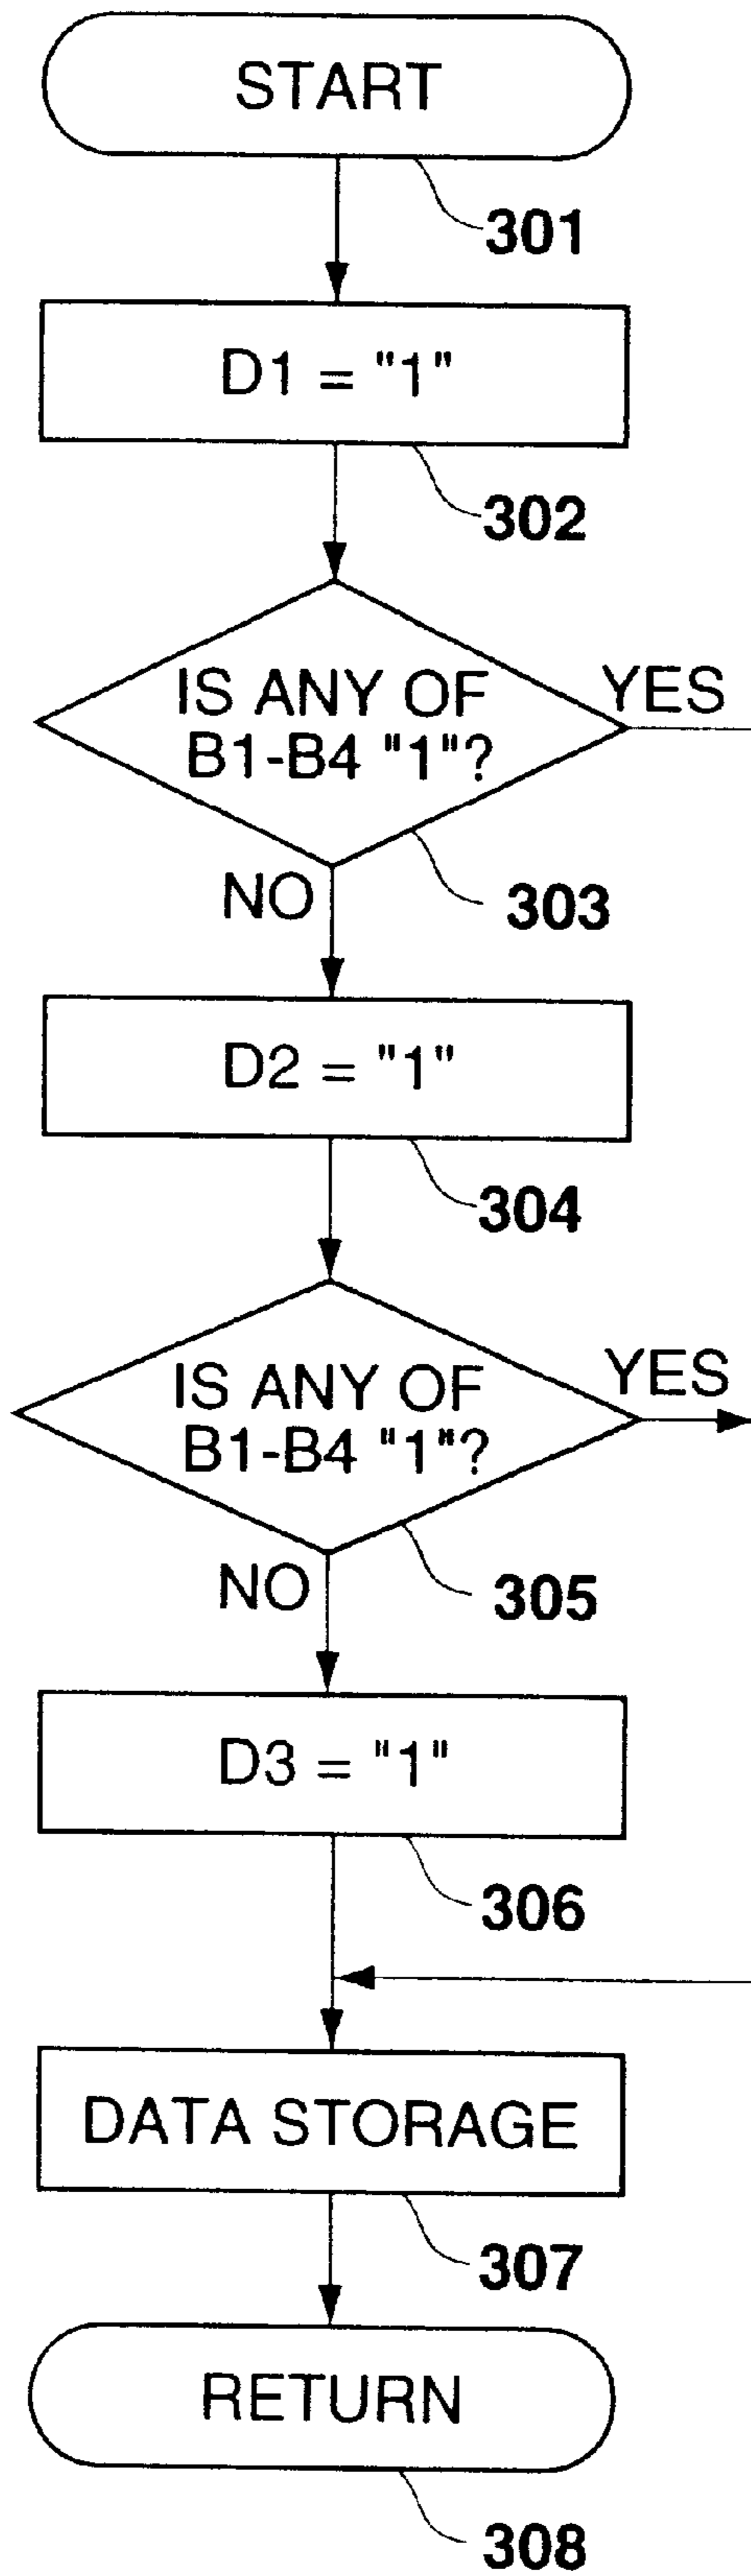 START
301
D1 = "1"
302
IS ANY OF
B1-B4 "1"?
YES
NO
303
D2 = "1"
304
IS ANY OF
B1-B4 "1"?
YES
NO
305
D3 = "1"
306
DATA STORAGE
307
RETURN
308